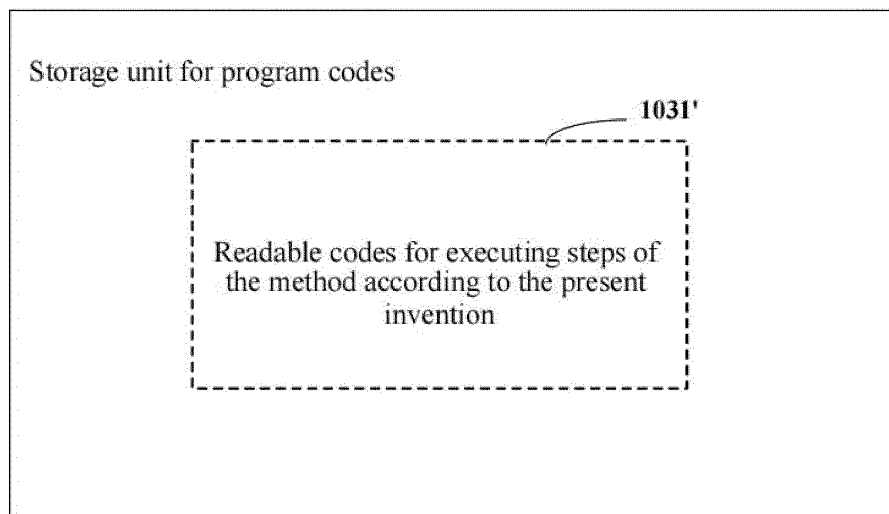 Storage unit for program codes
1031'
Readable codes for executing steps of
the method according to the present
invention